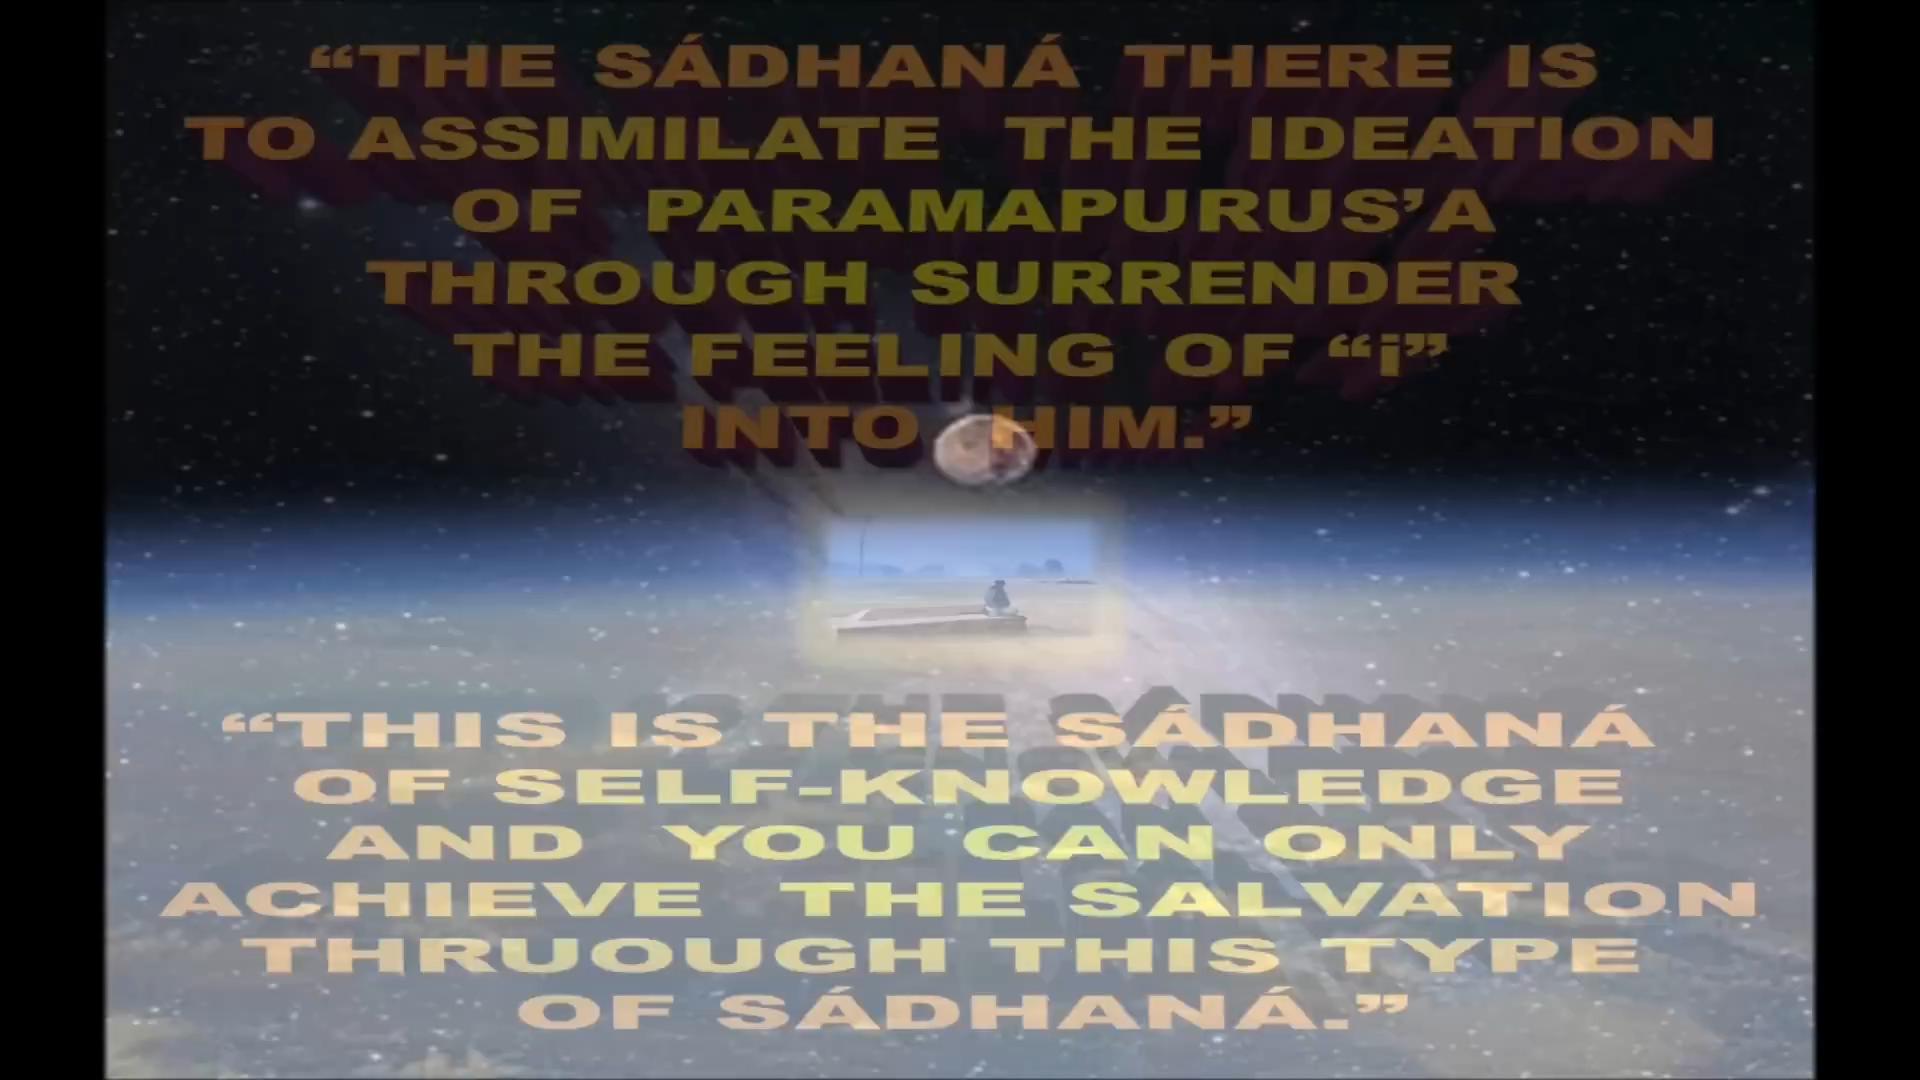 “THE SÁDHANÁ THERE IS
TO ASSIMILATE THE IDEATION
OF PARAMAPURUS’A
THROUGH SURRENDER
THE FEELING OF “i”
INTO HIM.”
“THIS IS THE SÁDHANÁ
OF SELF-KNOWLEDGE
AND YOU CAN ONLY
ACHIEVE THE SALVATION
THRUOUGH THIS TYPE
OF SÁDHANÁ.”